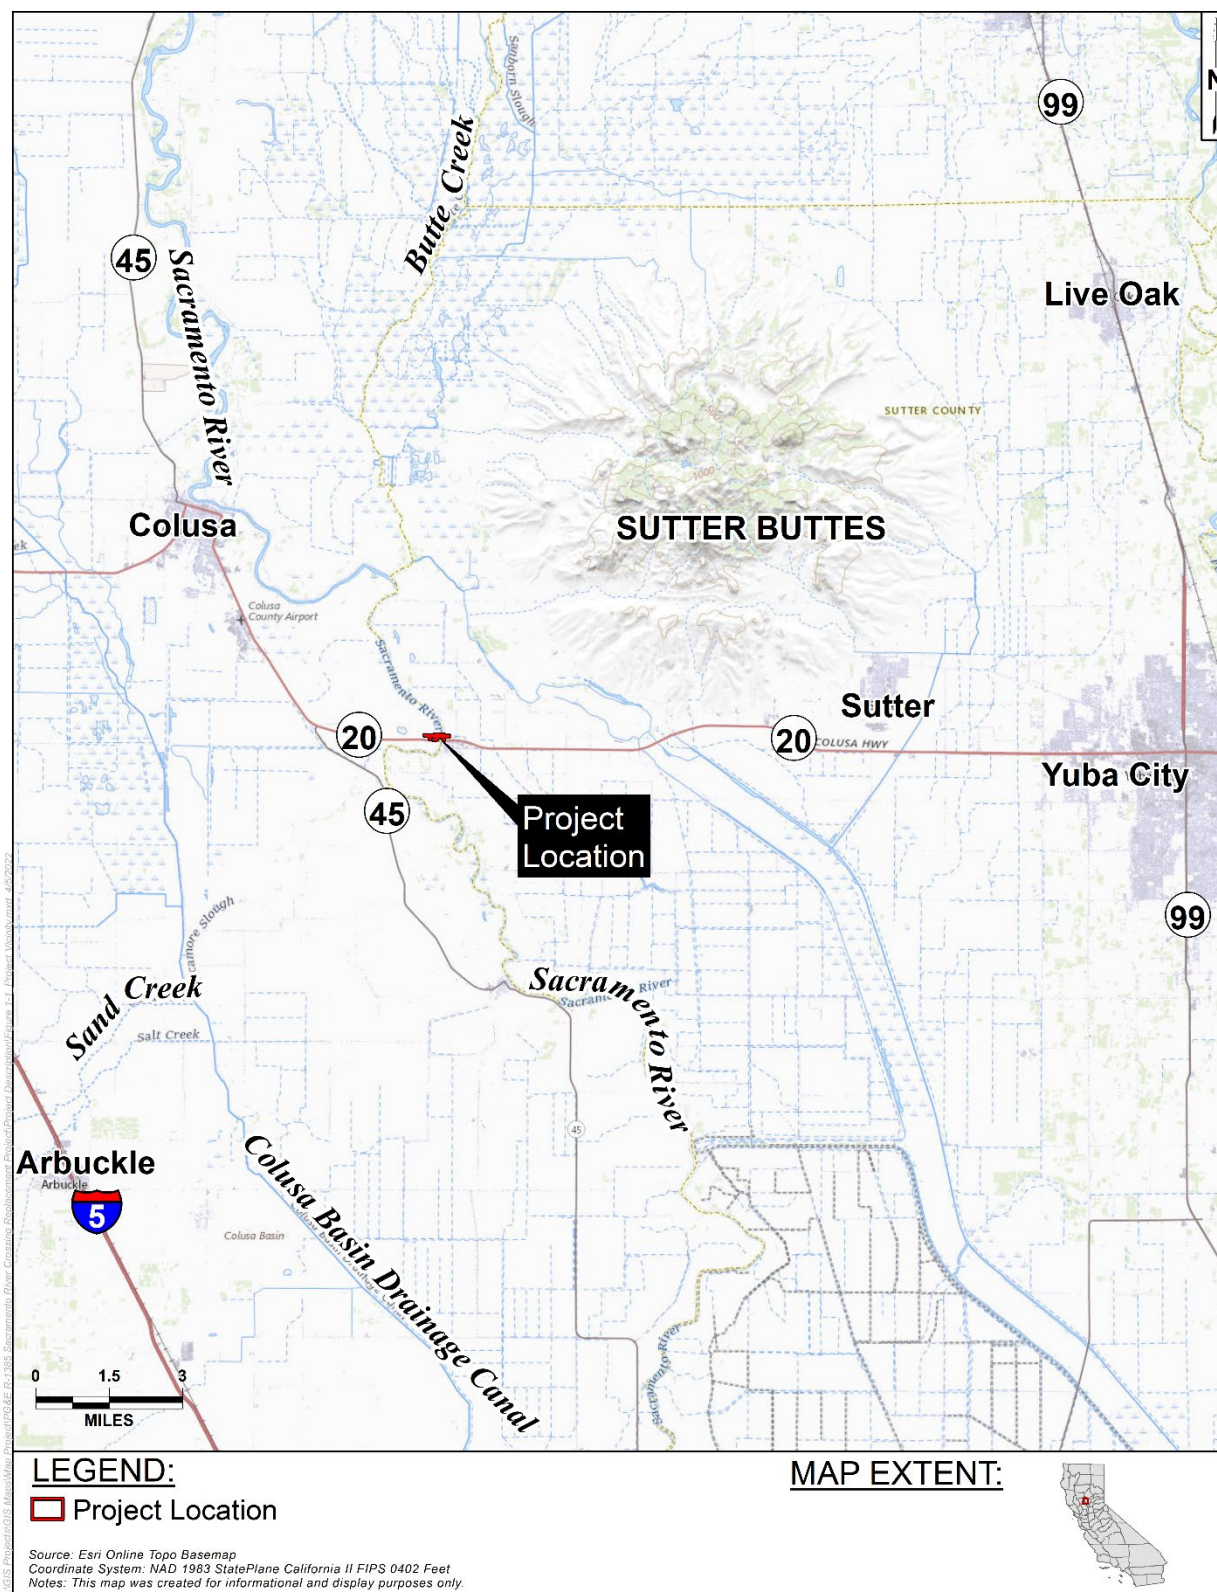 Sanborn Slough
99
N
Butte Creek
45
Sacramento River
Live Oak
SUTTER COUNTY
1500
1000
Colusa
SUTTER BUTTES
Colusa
County Airport
Sacramento River
Sutter
20
20
COLUSA HWY
Yuba City
45
Project
Location
99
Sand Creek
Salt Creek
Sacramento River
Sacramento River
45
Arbuckle
Arbuckle
5
Colusa Basin
Colusa Basin Drainage Canal
Sacramento River
0 1.5 3
MILES
LEGEND:
Project Location
MAP EXTENT:
Source: Esri Online Topo Basemap
Coordinate System: NAD 1983 StatePlane California II FIPS 0402 Feet
Notes: This map was created for informational and display purposes only.